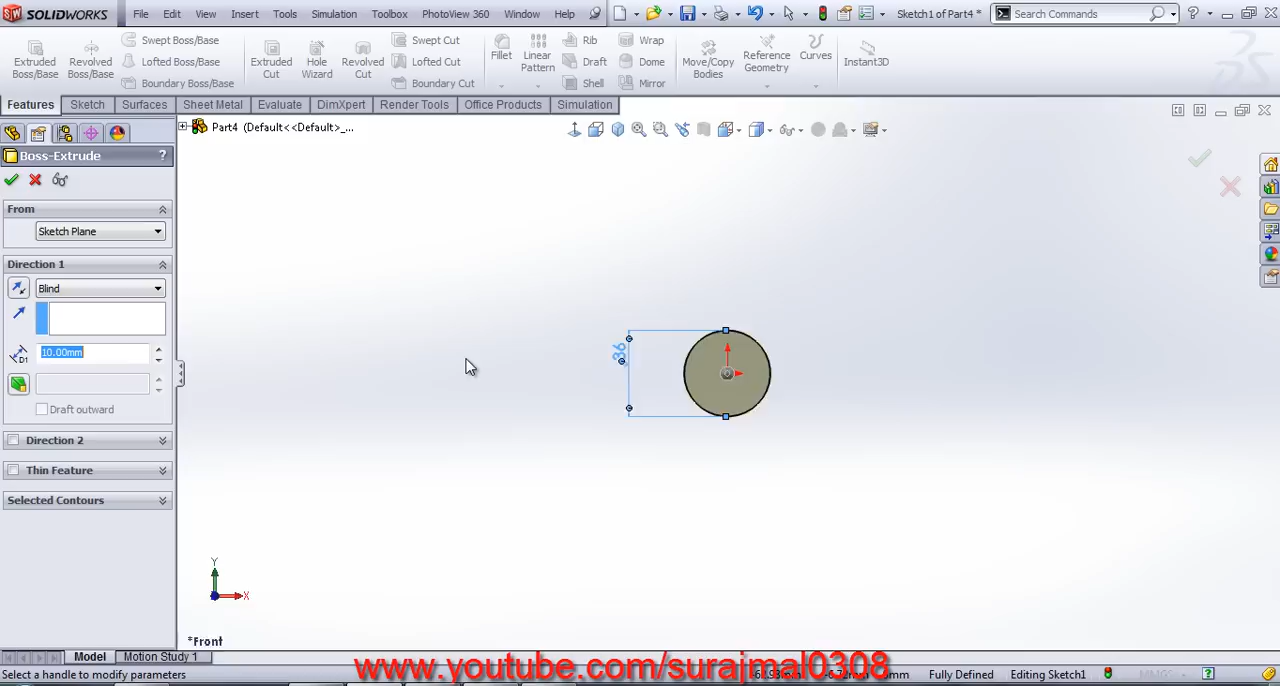 SOLIDWORKS File Edit View Insert Tools Simulation Toolbox PhotoView 360 Window Help Sketch1 of Part4 * Search Commands
Extruded Boss/Base
Revolved Boss/Base
Swept Boss/Base
Lofted Boss/Base
Boundary Boss/Base
Extruded Cut
Hole Wizard
Revolved Cut
Swept Cut
Lofted Cut
Boundary Cut
Fillet
Linear Pattern
Rib
Draft
Shell
Wrap
Dome
Mirror
Move/Copy Bodies
Reference Geometry
Curves
Instant3D
Features Sketch Surfaces Sheet Metal Evaluate DimXpert Render Tools Office Products Simulation
Part4 (Default<<Default>_...
Boss-Extrude ?
From
Sketch Plane
Direction 1
Blind
D1 10.00mm
Draft outward
Direction 2
Thin Feature
Selected Contours
36
Y
X
*Front
Model Motion Study 1
www.youtube.com/surajmal0308
Select a handle to modify parameters
Fully Defined Editing Sketch1 MMGS